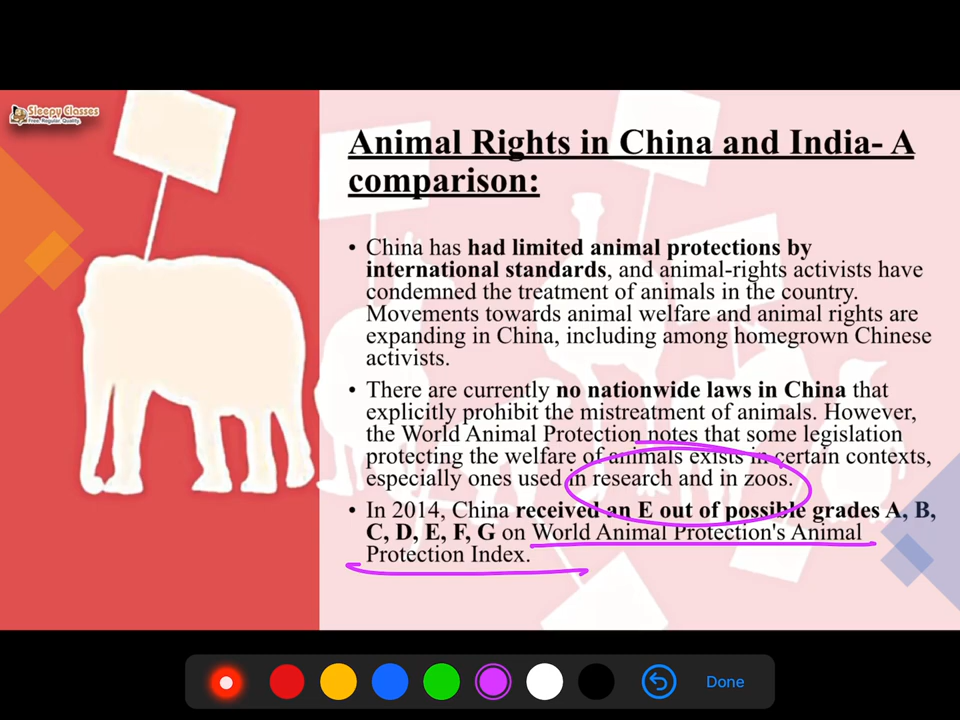 Sleepy Classes
Free. Regular. Quality.
Animal Rights in China and India- A
comparison:
• China has had limited animal protections by
international standards, and animal-rights activists have
condemned the treatment of animals in the country.
Movements towards animal welfare and animal rights are
expanding in China, including among homegrown Chinese
activists.
• There are currently no nationwide laws in China that
explicitly prohibit the mistreatment of animals. However,
the World Animal Protection notes that some legislation
protecting the welfare of animals exists in certain contexts,
especially ones used in research and in zoos.
• In 2014, China received an E out of possible grades A, B,
C, D, E, F, G on World Animal Protection's Animal
Protection Index.
Done